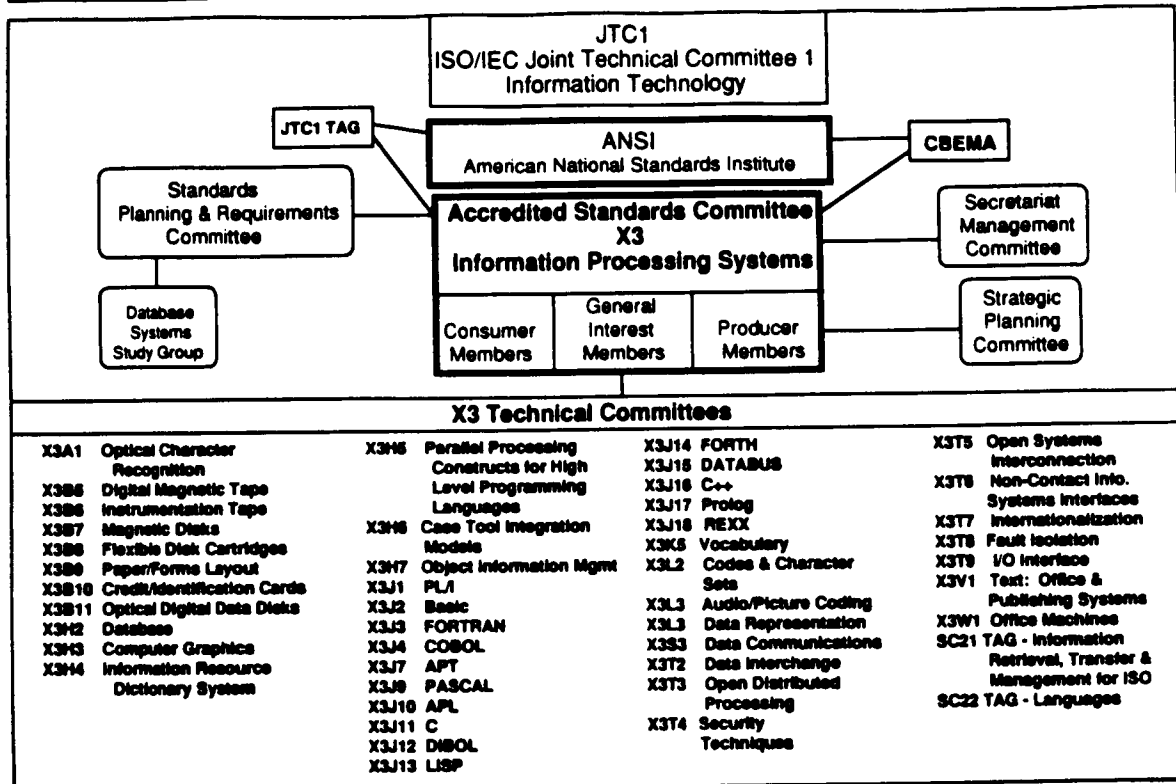 JTC1
ISO/IEC Joint Technical Committee 1
Information Technology
JTC1 TAG
ANSI
American National Standards Institute
CBEMA
Standards
Planning & Requirements
Committee
Accredited Standards Committee
X3
Information Processing Systems
Secretariat
Management
Committee
Database
Systems
Study Group
Consumer
Members
General
Interest
Members
Producer
Members
Strategic
Planning
Committee
X3 Technical Committees
X3A1 Optical Character
Recognition
X3B5 Digital Magnetic Tape
X3B6 Instrumentation Tape
X3B7 Magnetic Disks
X3B8 Flexible Disk Cartridges
X3B9 Paper/Forms Layout
X3B10 Credit/Identification Cards
X3B11 Optical Digital Data Disks
X3H2 Database
X3H3 Computer Graphics
X3H4 Information Resource
Dictionary System
X3H5 Parallel Processing
Constructs for High
Level Programming
Languages
X3H6 Case Tool Integration
Models
X3H7 Object Information Mgmt
X3J1 PL/I
X3J2 Basic
X3J3 FORTRAN
X3J4 COBOL
X3J7 APT
X3J9 PASCAL
X3J10 APL
X3J11 C
X3J12 DIBOL
X3J13 LISP
X3J14 FORTH
X3J15 DATABUS
X3J16 C++
X3J17 Prolog
X3J18 REXX
X3K5 Vocabulary
X3L2 Codes & Character
Sets
X3L3 Audio/Picture Coding
X3L3 Data Representation
X3S3 Data Communications
X3T2 Data Interchange
X3T3 Open Distributed
Processing
X3T4 Security
Techniques
X3T5 Open Systems
Interconnection
X3T6 Non-Contact Info.
Systems Interfaces
X3T7 Internationalization
X3T8 Fault Isolation
X3T9 I/O Interface
X3V1 Text: Office &
Publishing Systems
X3W1 Office Machines
SC21 TAG - Information
Retrieval, Transfer &
Management for ISO
SC22 TAG - Languages